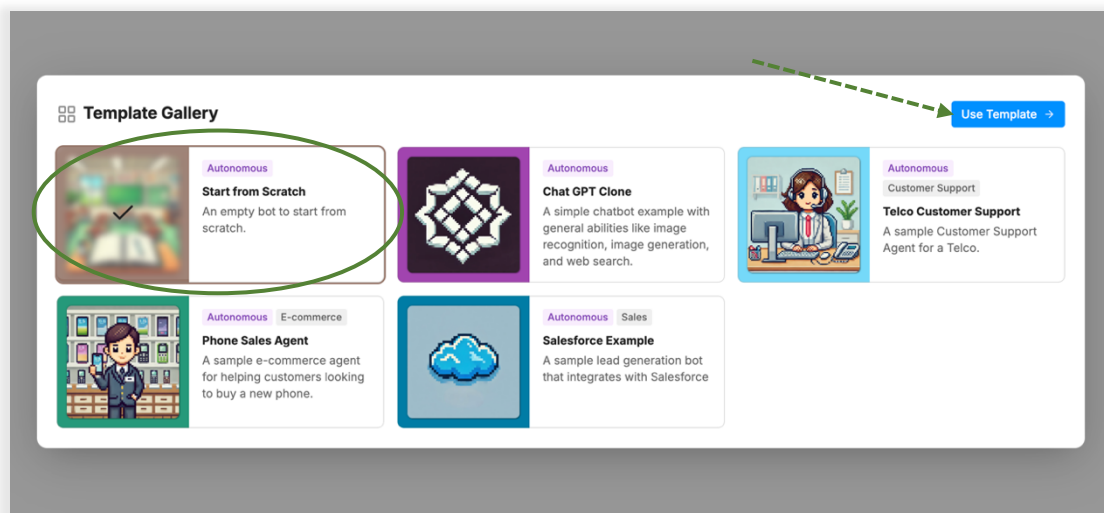 Template Gallery
Use Template
Autonomous
Start from Scratch
An empty bot to start from
scratch.
Autonomous
Chat GPT Clone
A simple chatbot example with
general abilities like image
recognition, image generation,
and web search.
Autonomous
Customer Support
Telco Customer Support
A sample Customer Support
Agent for a Telco.
Autonomous E-commerce
Phone Sales Agent
A sample e-commerce agent
for helping customers looking
to buy a new phone.
Autonomous Sales
Salesforce Example
A sample lead generation bot
that integrates with Salesforce